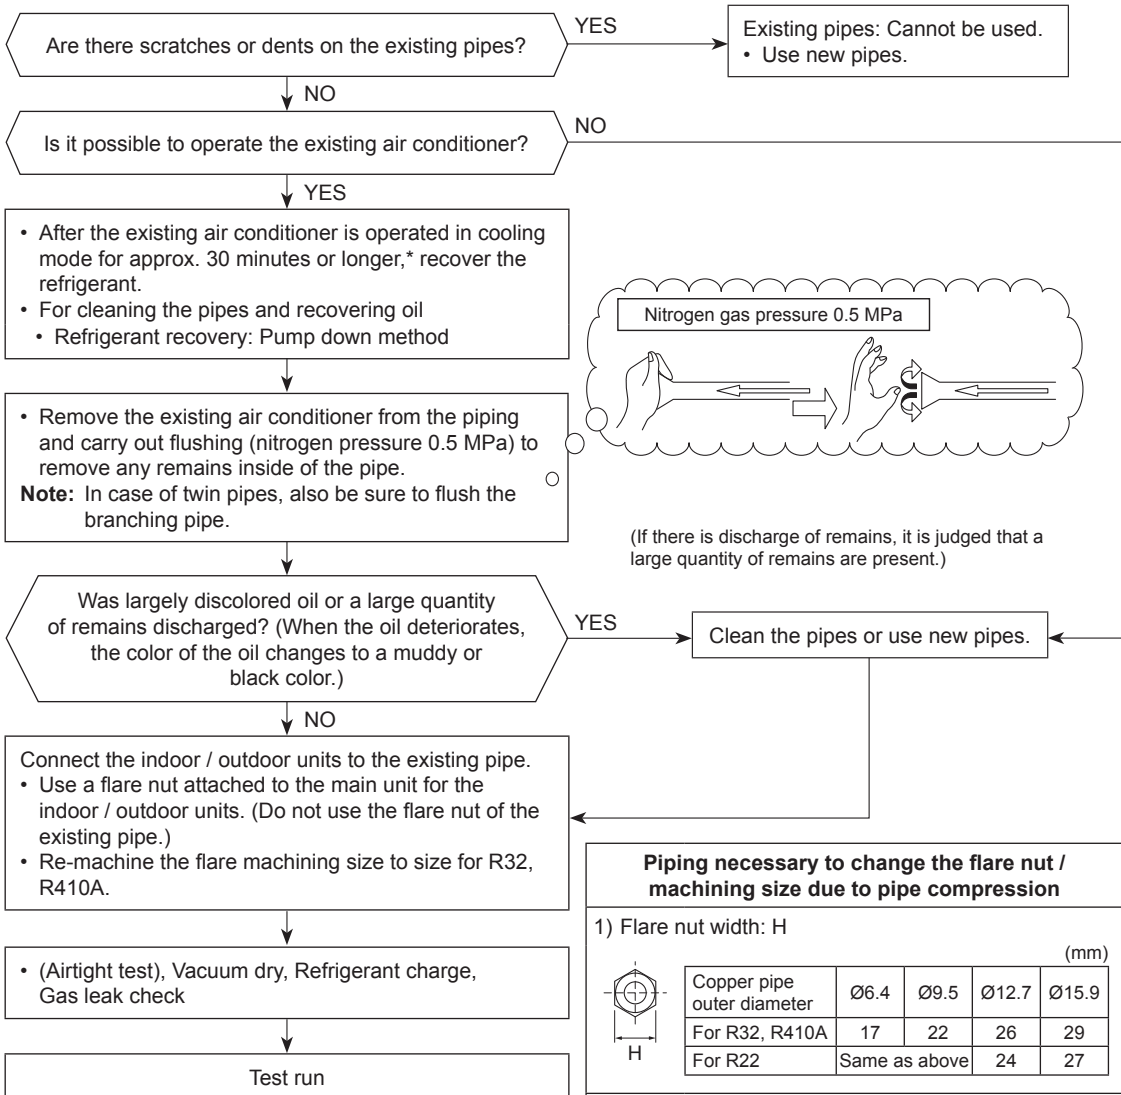 Are there scratches or dents on the existing pipes?
YES
Existing pipes: Cannot be used.
• Use new pipes.
NO
Is it possible to operate the existing air conditioner?
NO
YES
• After the existing air conditioner is operated in cooling
mode for approx. 30 minutes or longer,* recover the
refrigerant.
• For cleaning the pipes and recovering oil
• Refrigerant recovery: Pump down method
Nitrogen gas pressure 0.5 MPa
• Remove the existing air conditioner from the piping
and carry out flushing (nitrogen pressure 0.5 MPa) to
remove any remains inside of the pipe.
Note: In case of twin pipes, also be sure to flush the
branching pipe.
(If there is discharge of remains, it is judged that a
large quantity of remains are present.)
Was largely discolored oil or a large quantity
of remains discharged? (When the oil deteriorates,
the color of the oil changes to a muddy or
black color.)
YES
Clean the pipes or use new pipes.
NO
Connect the indoor / outdoor units to the existing pipe.
• Use a flare nut attached to the main unit for the
indoor / outdoor units. (Do not use the flare nut of the
existing pipe.)
• Re-machine the flare machining size to size for R32,
R410A.
• (Airtight test), Vacuum dry, Refrigerant charge,
Gas leak check
Test run
Piping necessary to change the flare nut /
machining size due to pipe compression
1) Flare nut width: H
(mm)
Copper pipe
outer diameter Ø6.4 Ø9.5 Ø12.7 Ø15.9
For R32, R410A 17 22 26 29
For R22 Same as above 24 27
H